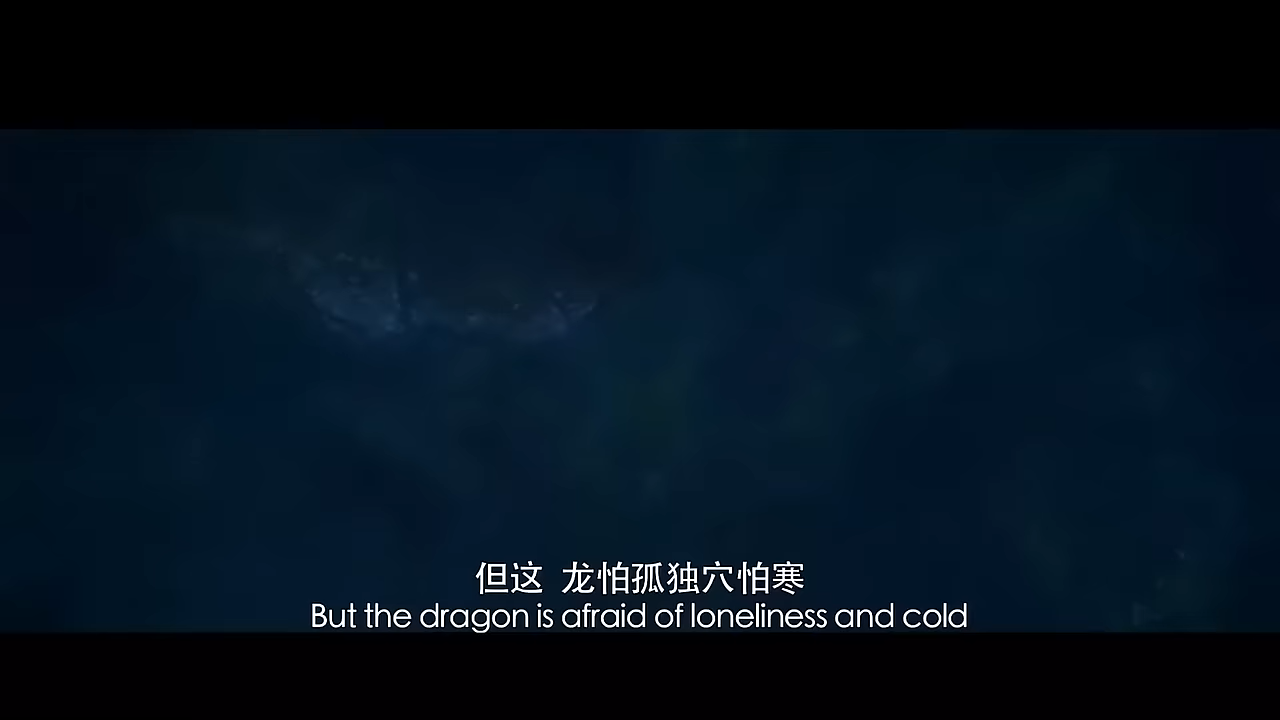 但这 龙怕孤独穴怕寒
But the dragon is afraid of loneliness and cold